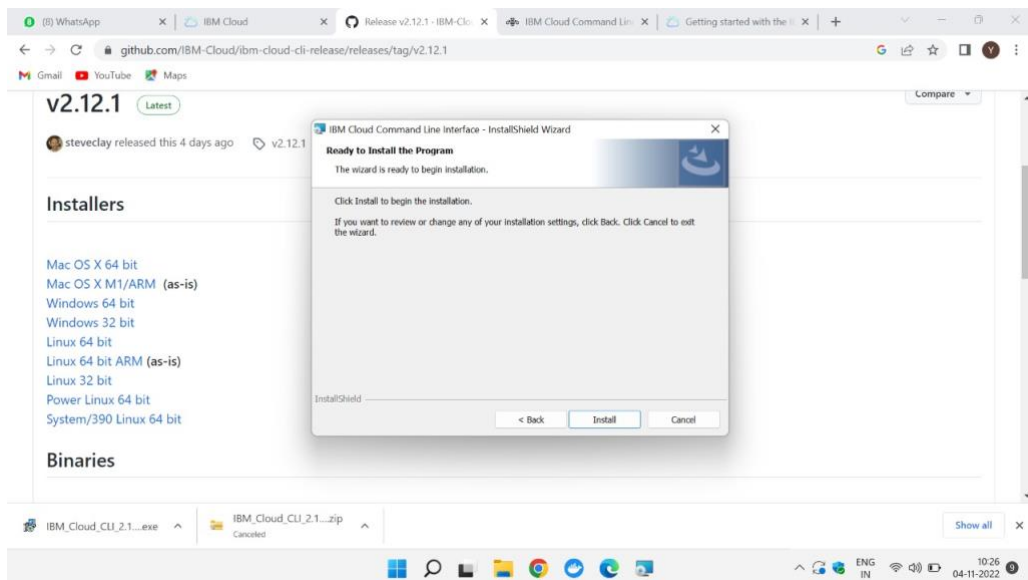 (8) WhatsApp
IBM Cloud
Release v2.12.1 · IBM-Clo
IBM Cloud Command Lin
Getting started with the
github.com/IBM-Cloud/ibm-cloud-cli-release/releases/tag/v2.12.1
Y
Gmail
YouTube
Maps
v2.12.1
Latest
Compare
steveclay released this 4 days ago
v2.12.1
Installers
Mac OS X 64 bit
Mac OS X M1/ARM (as-is)
Windows 64 bit
Windows 32 bit
Linux 64 bit
Linux 64 bit ARM (as-is)
Linux 32 bit
Power Linux 64 bit
System/390 Linux 64 bit
Binaries
IBM Cloud Command Line Interface - InstallShield Wizard
Ready to Install the Program
The wizard is ready to begin installation.
Click Install to begin the installation.
If you want to review or change any of your installation settings, click Back. Click Cancel to exit
the wizard.
InstallShield
< Back
Install
Cancel
IBM_Cloud_CLI_2.1....exe
IBM_Cloud_CLI_2.1....zip
Canceled
Show all
ENG
IN
10:26
04-11-2022
9